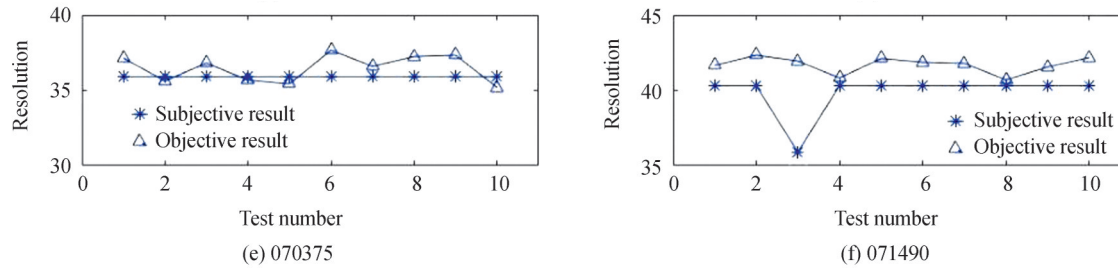 40
35
30
Resolution
Subjective result
Objective result
0 2 4 6 8 10
Test number
(e) 070375
45
40
35
Resolution
Subjective result
Objective result
0 2 4 6 8 10
Test number
(f) 071490